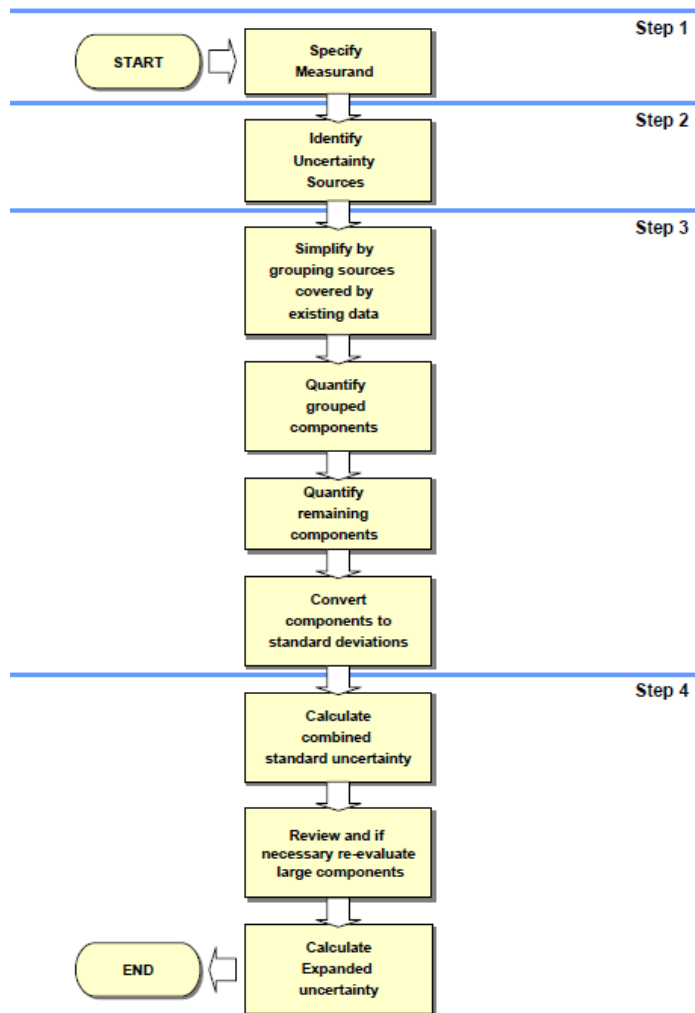 Step 1
START
Specify
Measurand
Step 2
Identify
Uncertainty
Sources
Step 3
Simplify by
grouping sources
covered by
existing data
Quantify
grouped
components
Quantify
remaining
components
Convert
components to
standard deviations
Step 4
Calculate
combined
standard uncertainty
Review and if
necessary re-evaluate
large components
END
Calculate
Expanded
uncertainty